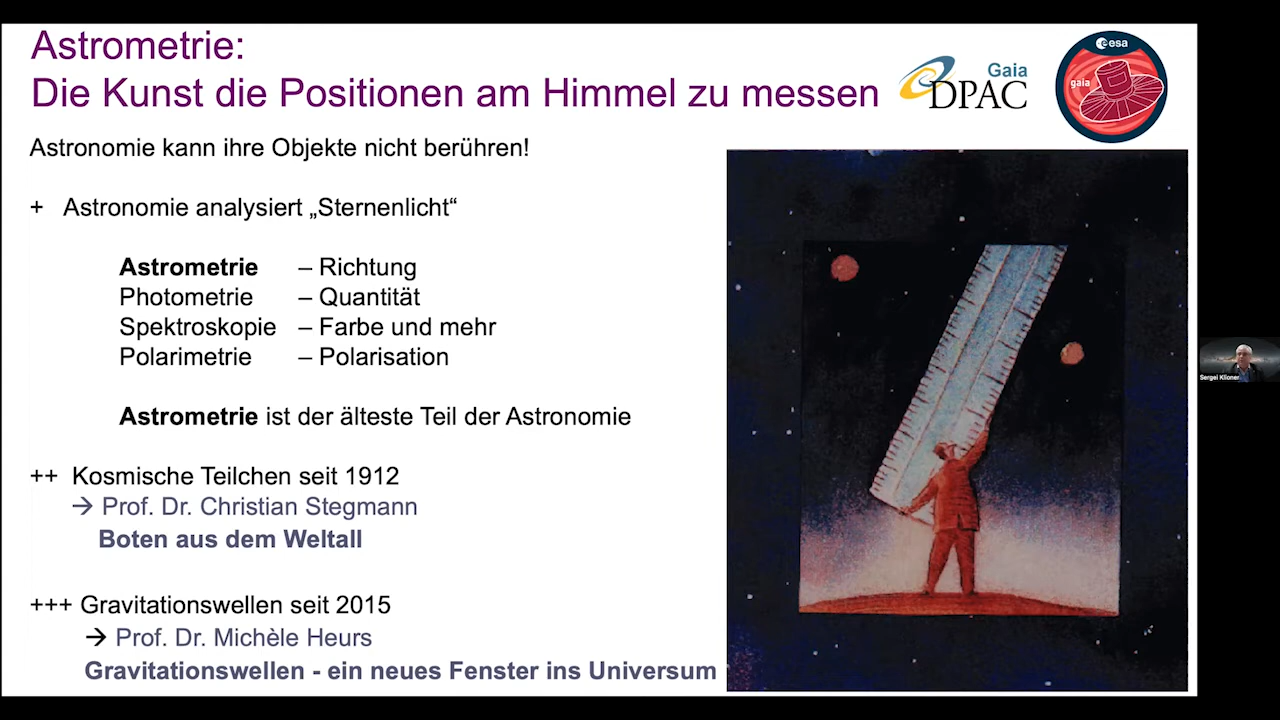 Astrometrie:
Die Kunst die Positionen am Himmel zu messen
Gaia
DPAC
esa
gaia
Astronomie kann ihre Objekte nicht berühren!
+ Astronomie analysiert „Sternenlicht“
Astrometrie – Richtung
Photometrie – Quantität
Spektroskopie – Farbe und mehr
Polarimetrie – Polarisation
Astrometrie ist der älteste Teil der Astronomie
++ Kosmische Teilchen seit 1912
→ Prof. Dr. Christian Stegmann
Boten aus dem Weltall
+++ Gravitationswellen seit 2015
→ Prof. Dr. Michèle Heurs
Gravitationswellen - ein neues Fenster ins Universum
Sergei Klioner